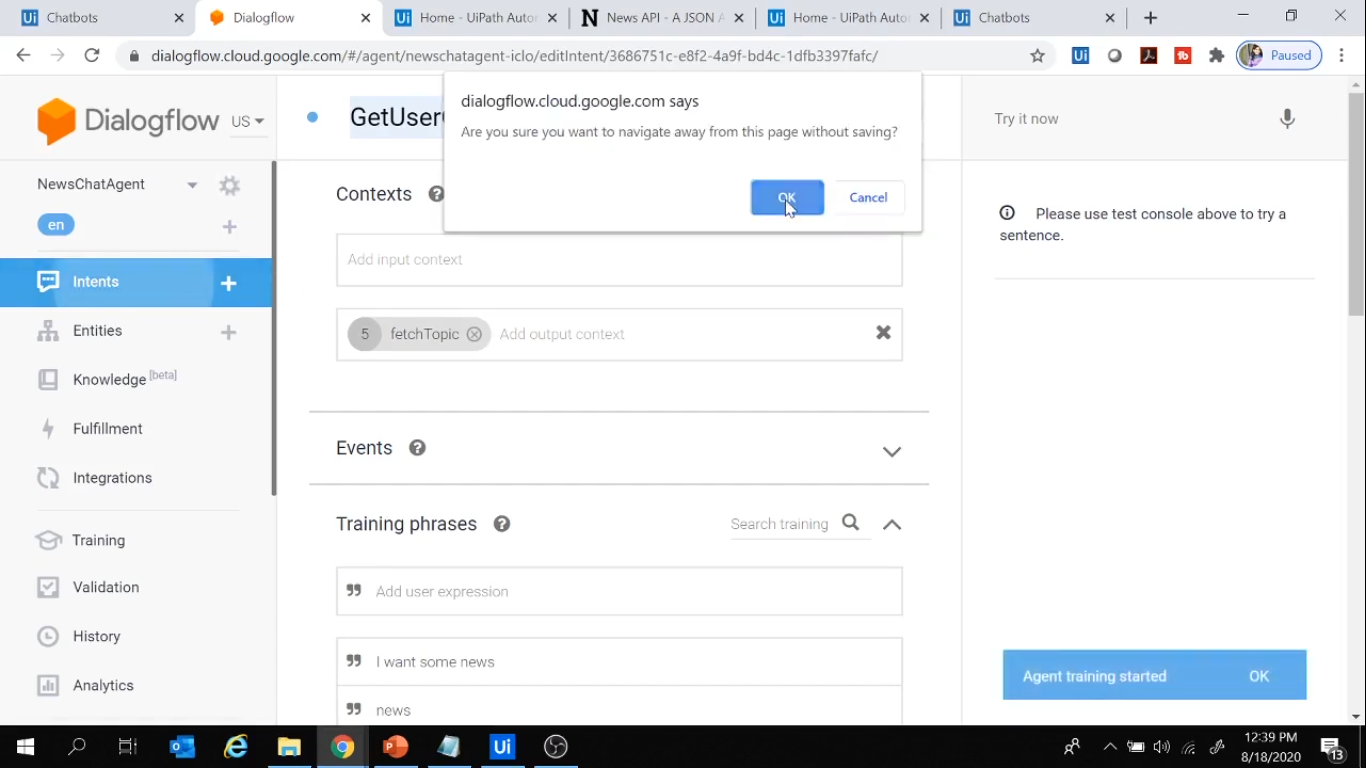 Chatbots
Dialogflow
Home - UiPath Auto
News API - A JSON A
Home - UiPath Auto
Chatbots
dialogflow.cloud.google.com/#/agent/newschatagent-iclo/editIntent/3686751c-e8f2-4a9f-bd4c-1dfb3397fafc/
Paused
dialogflow.cloud.google.com says
Are you sure you want to navigate away from this page without saving?
OK
Cancel
Dialogflow
US
NewsChatAgent
en
Intents
Entities
Knowledge [beta]
Fulfillment
Integrations
Training
Validation
History
Analytics
GetUser
Contexts
Add input context
5 fetchTopic
Add output context
Events
Training phrases
Search training
Add user expression
I want some news
news
Try it now
Please use test console above to try a
sentence.
Agent training started OK
12:39 PM
8/18/2020
13